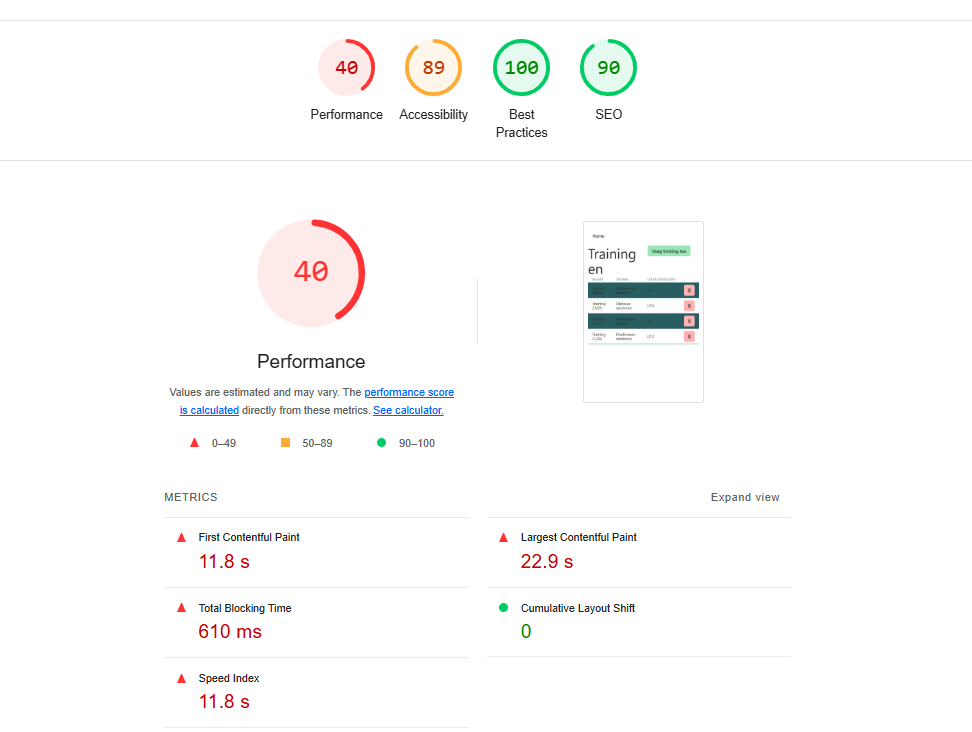 40
89
100
90
Performance
Accessibility
Best
Practices
SEO
40
Performance
Values are estimated and may vary. The performance score
is calculated directly from these metrics. See calculator.
0–49
50–89
90–100
Home
Training
en
Voeg training toe
METRICS
Expand view
First Contentful Paint
11.8 s
Largest Contentful Paint
22.9 s
Total Blocking Time
610 ms
Cumulative Layout Shift
0
Speed Index
11.8 s